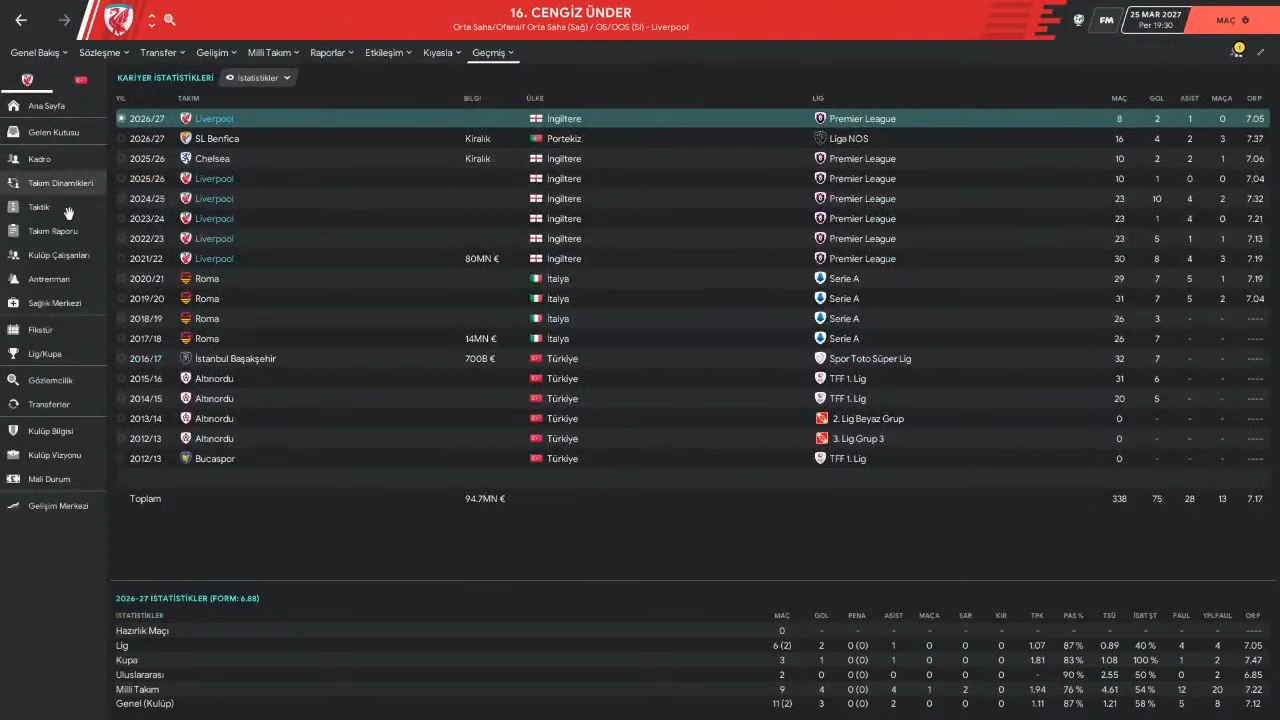 16. CENGİZ ÜNDER
Orta Saha/Ofansif Orta Saha (Sağ) / OS/OOS (Sl) - Liverpool
FM
25 MAR 2027
Per 19:30
MAÇ
Genel Bakış Sözleşme Transfer Gelişim Milli Takım Raporlar Etkileşim Kıyasla Geçmiş
1
Ana Sayfa
Gelen Kutusu
Kadro
Takım Dinamikleri
Taktik
Takım Raporu
Kulüp Çalışanları
Antrenman
Sağlık Merkezi
Fikstür
Lig/Kupa
Gözlemcilik
Transferler
Kulüp Bilgisi
Kulüp Vizyonu
Mali Durum
Gelişim Merkezi
KARİYER İSTATİSTİKLERİ İstatistikler
YIL TAKIM BİLGİ ÜLKE LİG MAÇ GOL ASİST MAÇA ORP
2026/27 Liverpool İngiltere Premier League 8 2 1 0 7.05
2026/27 SL Benfica Kiralık Portekiz Liga NOS 16 4 2 3 7.37
2025/26 Chelsea Kiralık İngiltere Premier League 10 2 2 1 7.06
2025/26 Liverpool İngiltere Premier League 10 1 0 0 7.04
2024/25 Liverpool İngiltere Premier League 23 10 4 2 7.32
2023/24 Liverpool İngiltere Premier League 23 1 4 0 7.21
2022/23 Liverpool İngiltere Premier League 23 5 1 1 7.13
2021/22 Liverpool 80MN € İngiltere Premier League 30 8 4 3 7.19
2020/21 Roma İtalya Serie A 29 7 5 1 7.19
2019/20 Roma İtalya Serie A 31 7 5 2 7.04
2018/19 Roma İtalya Serie A 26 3 - - ----
2017/18 Roma 14MN € İtalya Serie A 26 7 - - ----
2016/17 İstanbul Başakşehir 700B € Türkiye Spor Toto Süper Lig 32 7 - - ----
2015/16 Altınordu Türkiye TFF 1. Lig 31 6 - - ----
2014/15 Altınordu Türkiye TFF 1. Lig 20 5 - - ----
2013/14 Altınordu Türkiye 2. Lig Beyaz Grup 0 - - - ----
2012/13 Altınordu Türkiye 3. Lig Grup 3 0 - - - ----
2012/13 Bucaspor Türkiye TFF 1. Lig 0 - - - ----
Toplam 94.7MN € 338 75 28 13 7.17
2026-27 İSTATİSTİKLER (FORM: 6.88)
İSTATİSTİKLER MAÇ GOL PENA ASİST MAÇA SAR KIR TPK PAS % TSÜ İSBTŞT FAUL YPLFAUL ORP
Hazırlık Maçı 0 - - - - - - - - - - - - ----
Lig 6 (2) 2 0 (0) 1 0 0 0 1.07 87 % 0.89 40 % 4 4 7.05
Kupa 3 1 0 (0) 1 0 0 0 1.81 83 % 1.08 100 % 1 2 7.47
Uluslararası 2 0 0 (0) 0 0 0 0 - 90 % 2.55 50 % 0 2 6.85
Milli Takım 9 4 0 (0) 4 1 2 0 1.94 76 % 4.61 54 % 12 20 7.22
Genel (Kulüp) 11 (2) 3 0 (0) 2 0 0 0 1.11 87 % 1.21 58 % 5 8 7.12